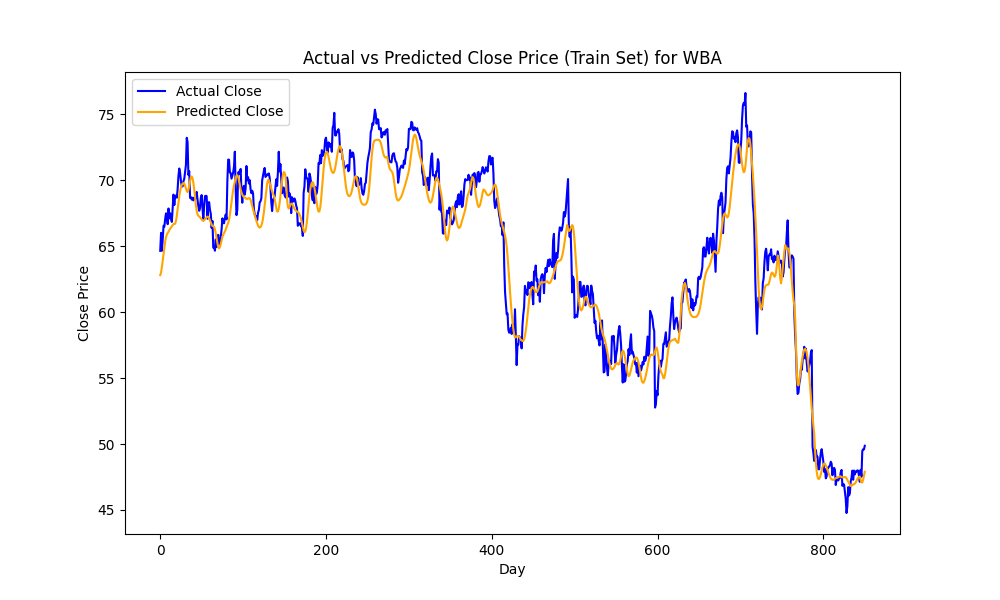 Actual vs Predicted Close Price (Train Set) for WBA
Actual Close
Predicted Close
75
70
65
60
55
50
45
Close Price
0 200 400 600 800
Day